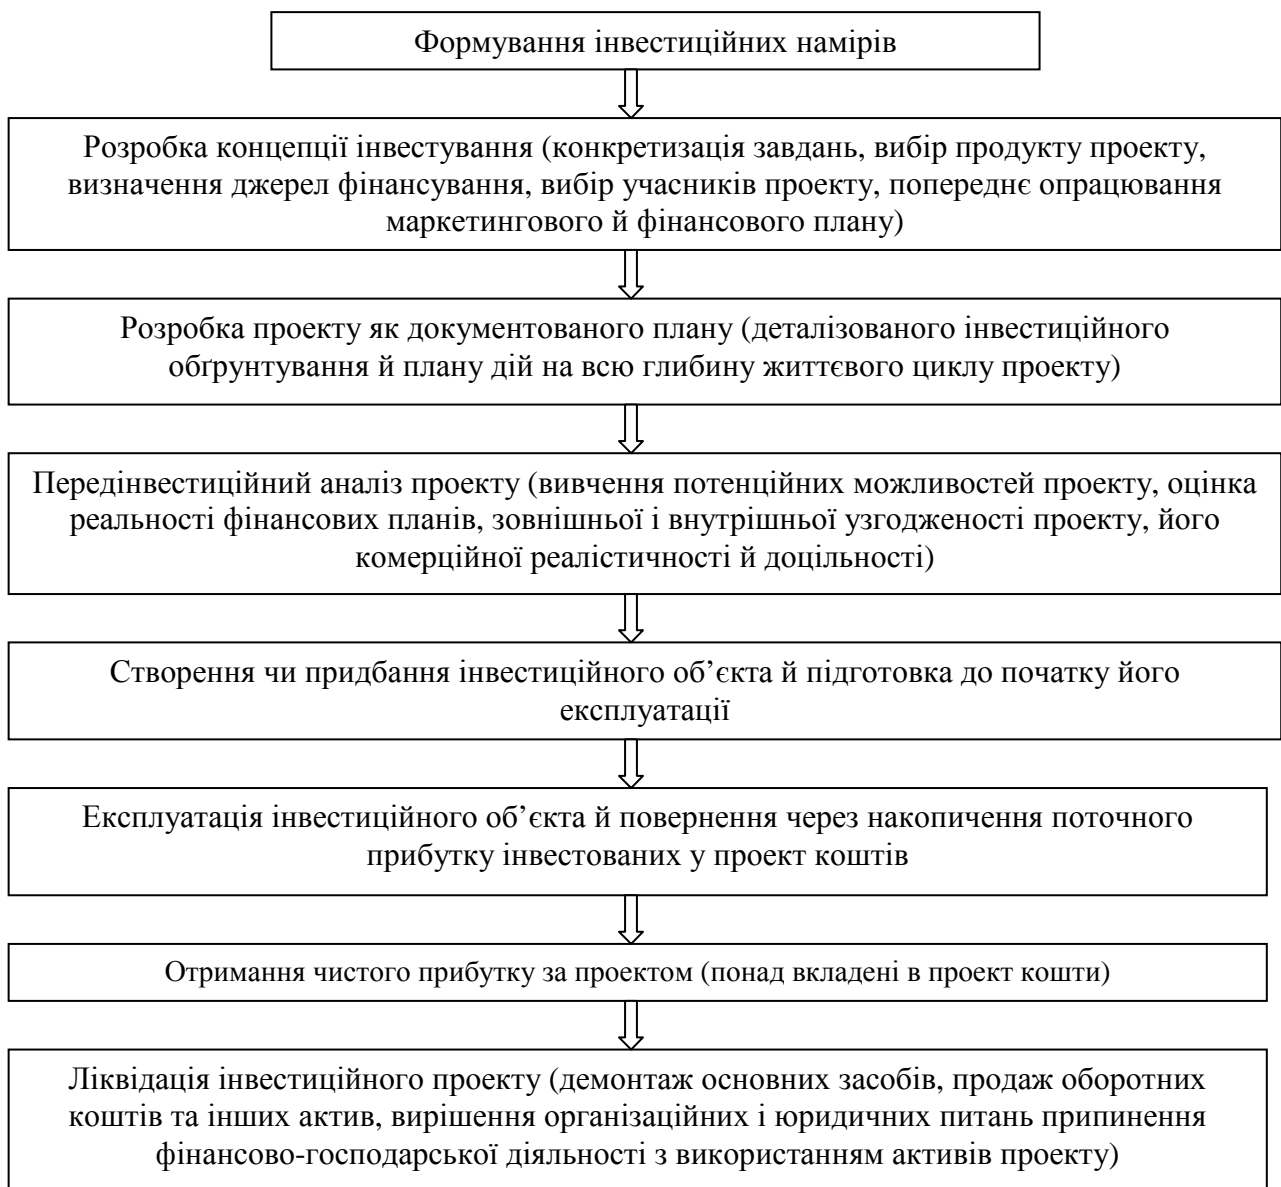 Формування інвестиційних намірів
Розробка концепції інвестування (конкретизація завдань, вибір продукту проекту,
визначення джерел фінансування, вибір учасників проекту, попереднє опрацювання
маркетингового й фінансового плану)
Розробка проекту як документованого плану (деталізованого інвестиційного
обґрунтування й плану дій на всю глибину життєвого циклу проекту)
Передінвестиційний аналіз проекту (вивчення потенційних можливостей проекту, оцінка
реальності фінансових планів, зовнішньої і внутрішньої узгодженості проекту, його
комерційної реалістичності й доцільності)
Створення чи придбання інвестиційного об’єкта й підготовка до початку його
експлуатації
Експлуатація інвестиційного об’єкта й повернення через накопичення поточного
прибутку інвестованих у проект коштів
Отримання чистого прибутку за проектом (понад вкладені в проект кошти)
Ліквідація інвестиційного проекту (демонтаж основних засобів, продаж оборотних
коштів та інших актив, вирішення організаційних і юридичних питань припинення
фінансово-господарської діяльності з використанням активів проекту)